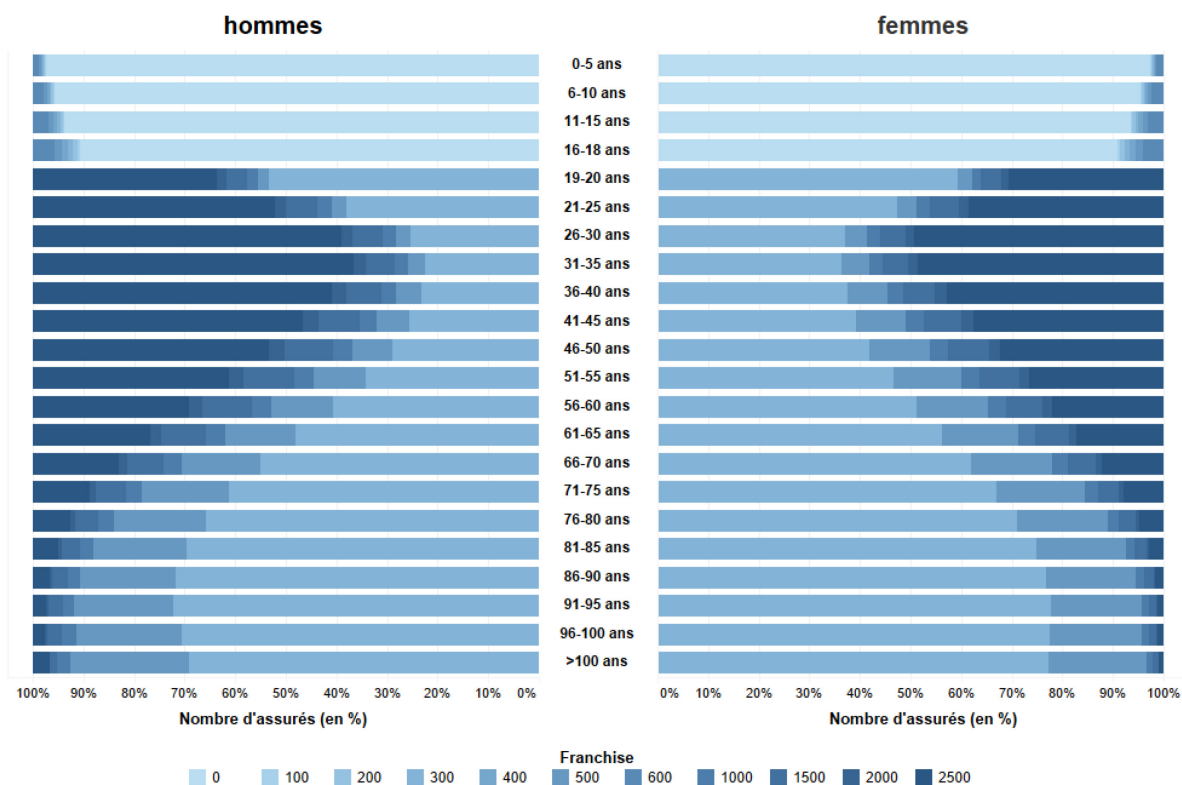 hommes femmes
0-5 ans
6-10 ans
11-15 ans
16-18 ans
19-20 ans
21-25 ans
26-30 ans
31-35 ans
36-40 ans
41-45 ans
46-50 ans
51-55 ans
56-60 ans
61-65 ans
66-70 ans
71-75 ans
76-80 ans
81-85 ans
86-90 ans
91-95 ans
96-100 ans
>100 ans
100% 90% 80% 70% 60% 50% 40% 30% 20% 10% 0% 0% 10% 20% 30% 40% 50% 60% 70% 80% 90% 100%
Nombre d'assurés (en %) Nombre d'assurés (en %)
Franchise
0 100 200 300 400 500 600 1000 1500 2000 2500